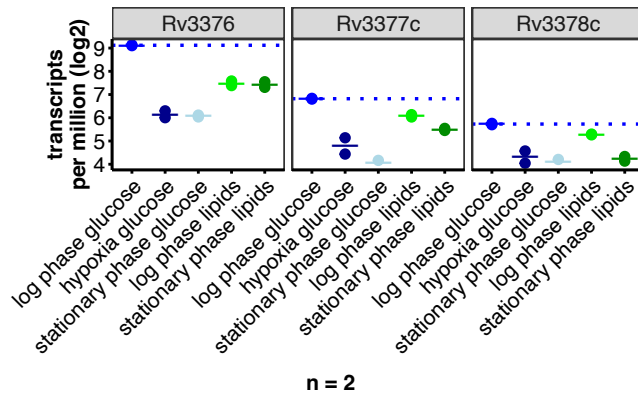 Rv3376
Rv3377c
Rv3378c
transcripts
per million (log2)
9
8
7
6
5
4
log phase glucose
hypoxia glucose
stationary phase glucose
log phase lipids
stationary phase lipids
log phase glucose
hypoxia glucose
stationary phase glucose
log phase lipids
stationary phase lipids
log phase glucose
hypoxia glucose
stationary phase glucose
log phase lipids
stationary phase lipids
n = 2